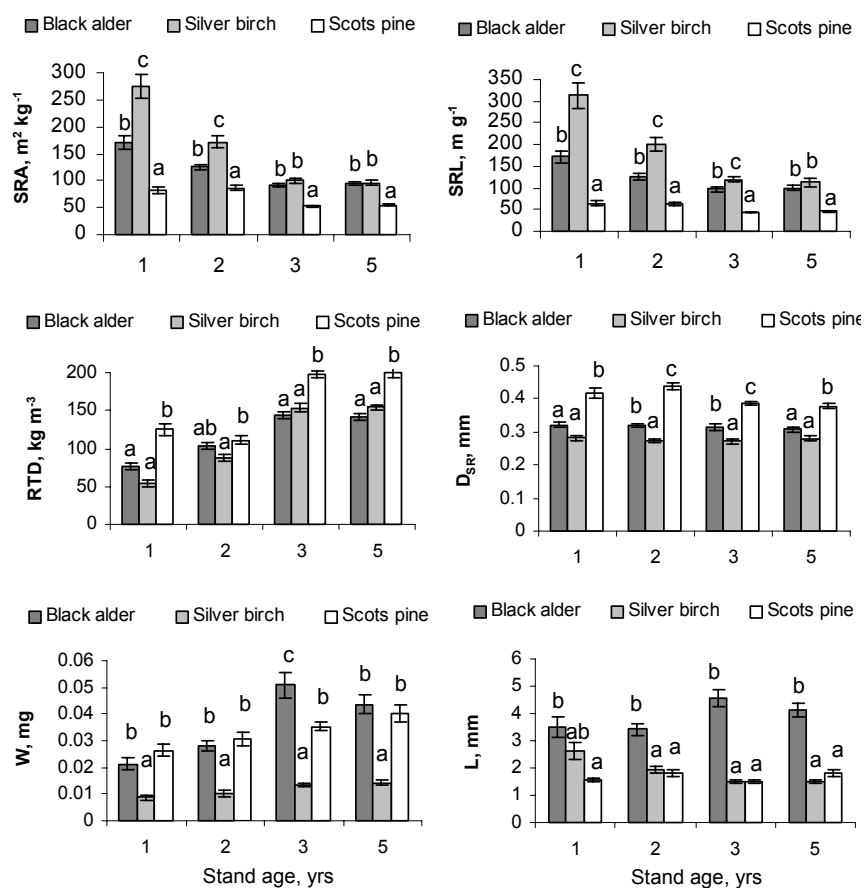 Black alder Silver birch Scots pine
SRA, m² kg⁻¹
300
250
200
150
100
50
0
b c a
b c a
b b a
b b a
1 2 3 5
Black alder Silver birch Scots pine
SRL, m g⁻¹
350
300
250
200
150
100
50
0
b c a
b c a
b c a
b b a
1 2 3 5
Black alder Silver birch Scots pine
RTD, kg m⁻³
200
150
100
50
0
a a b
ab a b
a a b
a a b
1 2 3 5
Black alder Silver birch Scots pine
D_SR, mm
0.5
0.4
0.3
0.2
0.1
0
a a b
b a c
b a c
a a b
1 2 3 5
Black alder Silver birch Scots pine
W, mg
0.06
0.05
0.04
0.03
0.02
0.01
0
b a b
b a b
c a b
b a b
1 2 3 5
Stand age, yrs
Black alder Silver birch Scots pine
L, mm
6
5
4
3
2
1
0
b ab a
b a a
b a a
b a a
1 2 3 5
Stand age, yrs